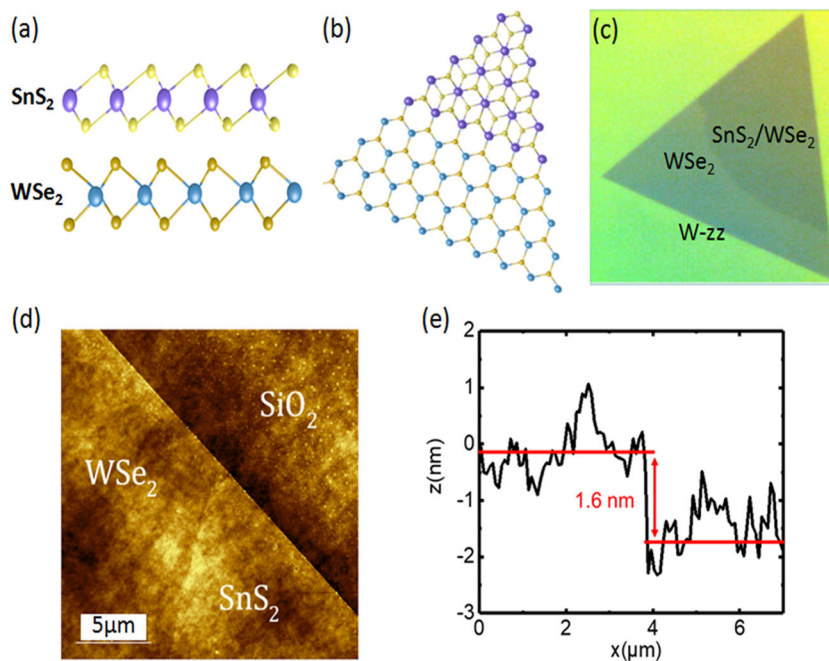 (a)
SnS₂
WSe₂
(b)
(c)
SnS₂/WSe₂
WSe₂
W-zz
(d)
SiO₂
WSe₂
SnS₂
5μm
(e)
2
1
0
-1
-2
-3
z(nm)
1.6 nm
0 2 4 6
x(μm)